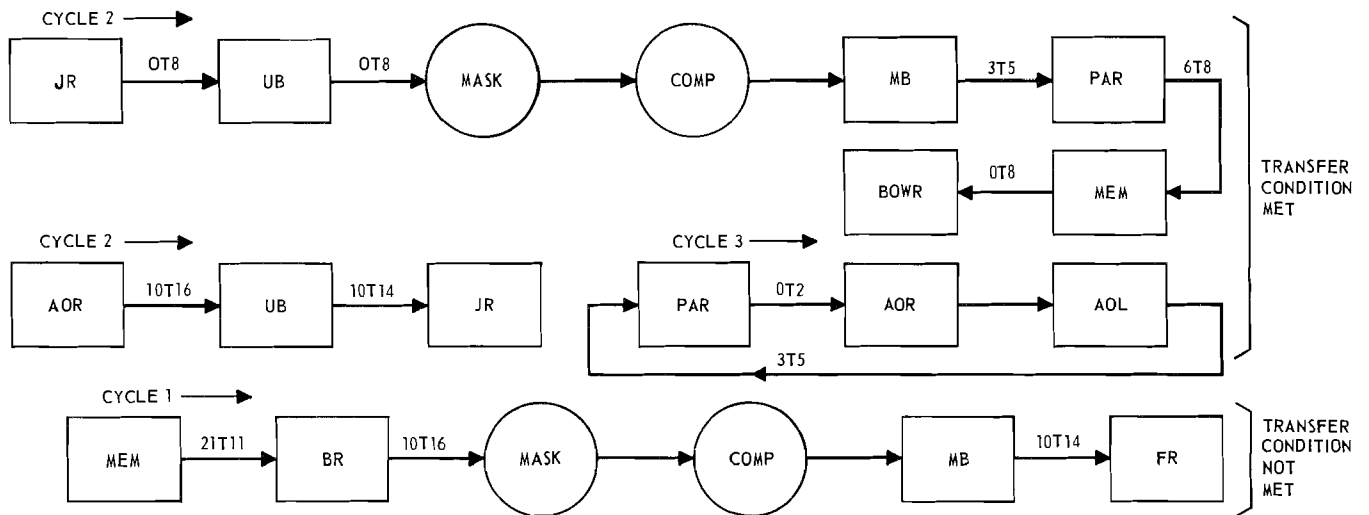 CYCLE 2
JR
0T8
UB
0T8
MASK
COMP
MB
3T5
PAR
6T8
BOWR
0T8
MEM
TRANSFER
CONDITION
MET
CYCLE 2
AOR
10T16
UB
10T14
JR
CYCLE 3
PAR
0T2
AOR
AOL
3T5
CYCLE 1
MEM
21T11
BR
10T16
MASK
COMP
MB
10T14
FR
TRANSFER
CONDITION
NOT
MET